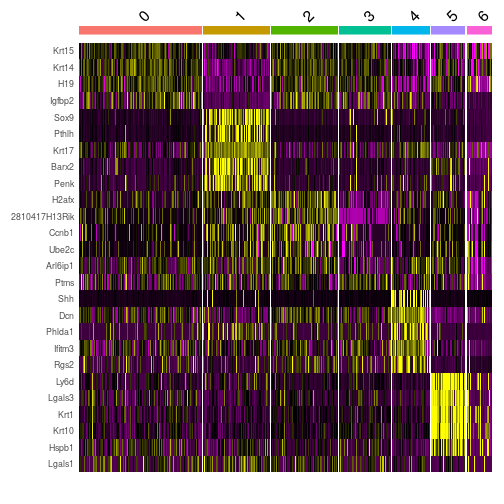 0 1 2 3 4 5 6
Krt15
Krt14
H19
Igfbp2
Sox9
Pthlh
Krt17
Barx2
Penk
H2afx
2810417H13Rik
Ccnb1
Ube2c
Arl6ip1
Ptms
Shh
Dcn
Phlda1
Ifitm3
Rgs2
Ly6d
Lgals3
Krt1
Krt10
Hspb1
Lgals1